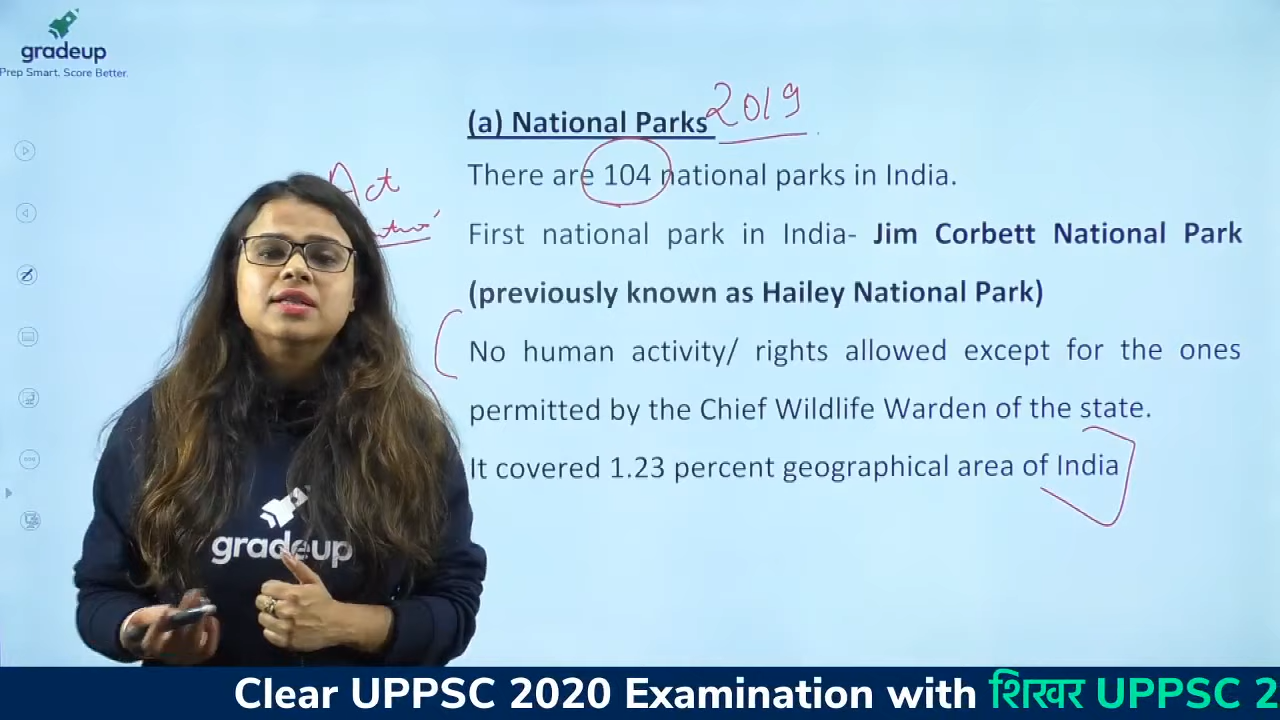 gradeup
Prep Smart. Score Better.
(a) National Parks 2019
There are 104 national parks in India.
Act
First national park in India- Jim Corbett National Park
(previously known as Hailey National Park)
No human activity/ rights allowed except for the ones
permitted by the Chief Wildlife Warden of the state.
It covered 1.23 percent geographical area of India
gradeup
Clear UPPSC 2020 Examination with शिखर UPPSC 2